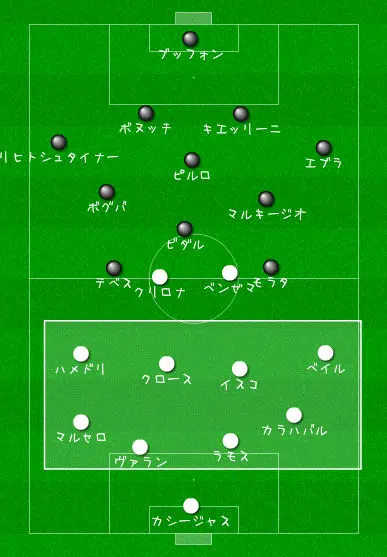 ブッフォン
ボヌッチ
キエッリーニ
リヒトシュタイナー
エブラ
ピルロ
ポグバ
マルキージオ
ビダル
テベス
クリロナ
ベンゼマ
モラタ
ハメドリ
クロース
イスコ
ベイル
マルセロ
カラハバル
ヴァラン
ラモス
カシージャス